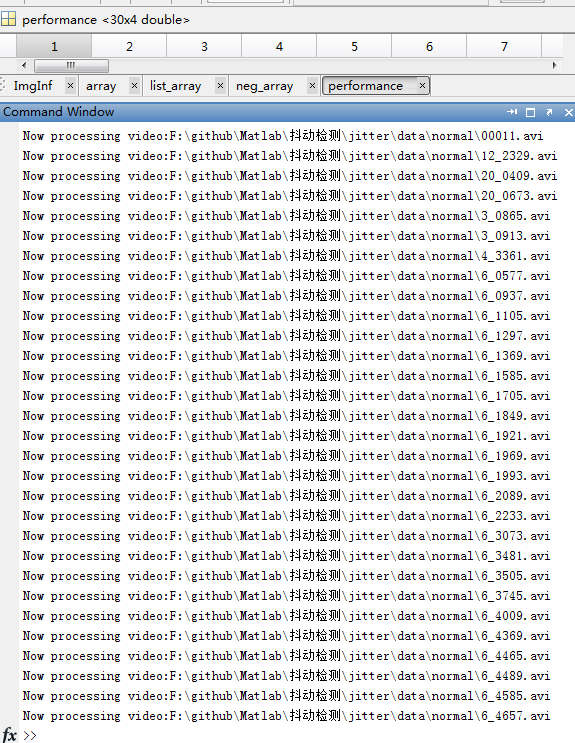 performance <30x4 double>
1 2 3 4 5 6 7
ImgInf array list_array neg_array performance
Command Window
Now processing video:F:\github\Matlab\抖动检测\jitter\data\normal\00011.avi
Now processing video:F:\github\Matlab\抖动检测\jitter\data\normal\12_2329.avi
Now processing video:F:\github\Matlab\抖动检测\jitter\data\normal\20_0409.avi
Now processing video:F:\github\Matlab\抖动检测\jitter\data\normal\20_0673.avi
Now processing video:F:\github\Matlab\抖动检测\jitter\data\normal\3_0865.avi
Now processing video:F:\github\Matlab\抖动检测\jitter\data\normal\3_0913.avi
Now processing video:F:\github\Matlab\抖动检测\jitter\data\normal\4_3361.avi
Now processing video:F:\github\Matlab\抖动检测\jitter\data\normal\6_0577.avi
Now processing video:F:\github\Matlab\抖动检测\jitter\data\normal\6_0937.avi
Now processing video:F:\github\Matlab\抖动检测\jitter\data\normal\6_1105.avi
Now processing video:F:\github\Matlab\抖动检测\jitter\data\normal\6_1297.avi
Now processing video:F:\github\Matlab\抖动检测\jitter\data\normal\6_1369.avi
Now processing video:F:\github\Matlab\抖动检测\jitter\data\normal\6_1585.avi
Now processing video:F:\github\Matlab\抖动检测\jitter\data\normal\6_1705.avi
Now processing video:F:\github\Matlab\抖动检测\jitter\data\normal\6_1849.avi
Now processing video:F:\github\Matlab\抖动检测\jitter\data\normal\6_1921.avi
Now processing video:F:\github\Matlab\抖动检测\jitter\data\normal\6_1969.avi
Now processing video:F:\github\Matlab\抖动检测\jitter\data\normal\6_1993.avi
Now processing video:F:\github\Matlab\抖动检测\jitter\data\normal\6_2089.avi
Now processing video:F:\github\Matlab\抖动检测\jitter\data\normal\6_2233.avi
Now processing video:F:\github\Matlab\抖动检测\jitter\data\normal\6_3073.avi
Now processing video:F:\github\Matlab\抖动检测\jitter\data\normal\6_3481.avi
Now processing video:F:\github\Matlab\抖动检测\jitter\data\normal\6_3505.avi
Now processing video:F:\github\Matlab\抖动检测\jitter\data\normal\6_3745.avi
Now processing video:F:\github\Matlab\抖动检测\jitter\data\normal\6_4009.avi
Now processing video:F:\github\Matlab\抖动检测\jitter\data\normal\6_4369.avi
Now processing video:F:\github\Matlab\抖动检测\jitter\data\normal\6_4465.avi
Now processing video:F:\github\Matlab\抖动检测\jitter\data\normal\6_4489.avi
Now processing video:F:\github\Matlab\抖动检测\jitter\data\normal\6_4585.avi
Now processing video:F:\github\Matlab\抖动检测\jitter\data\normal\6_4657.avi
fx >>